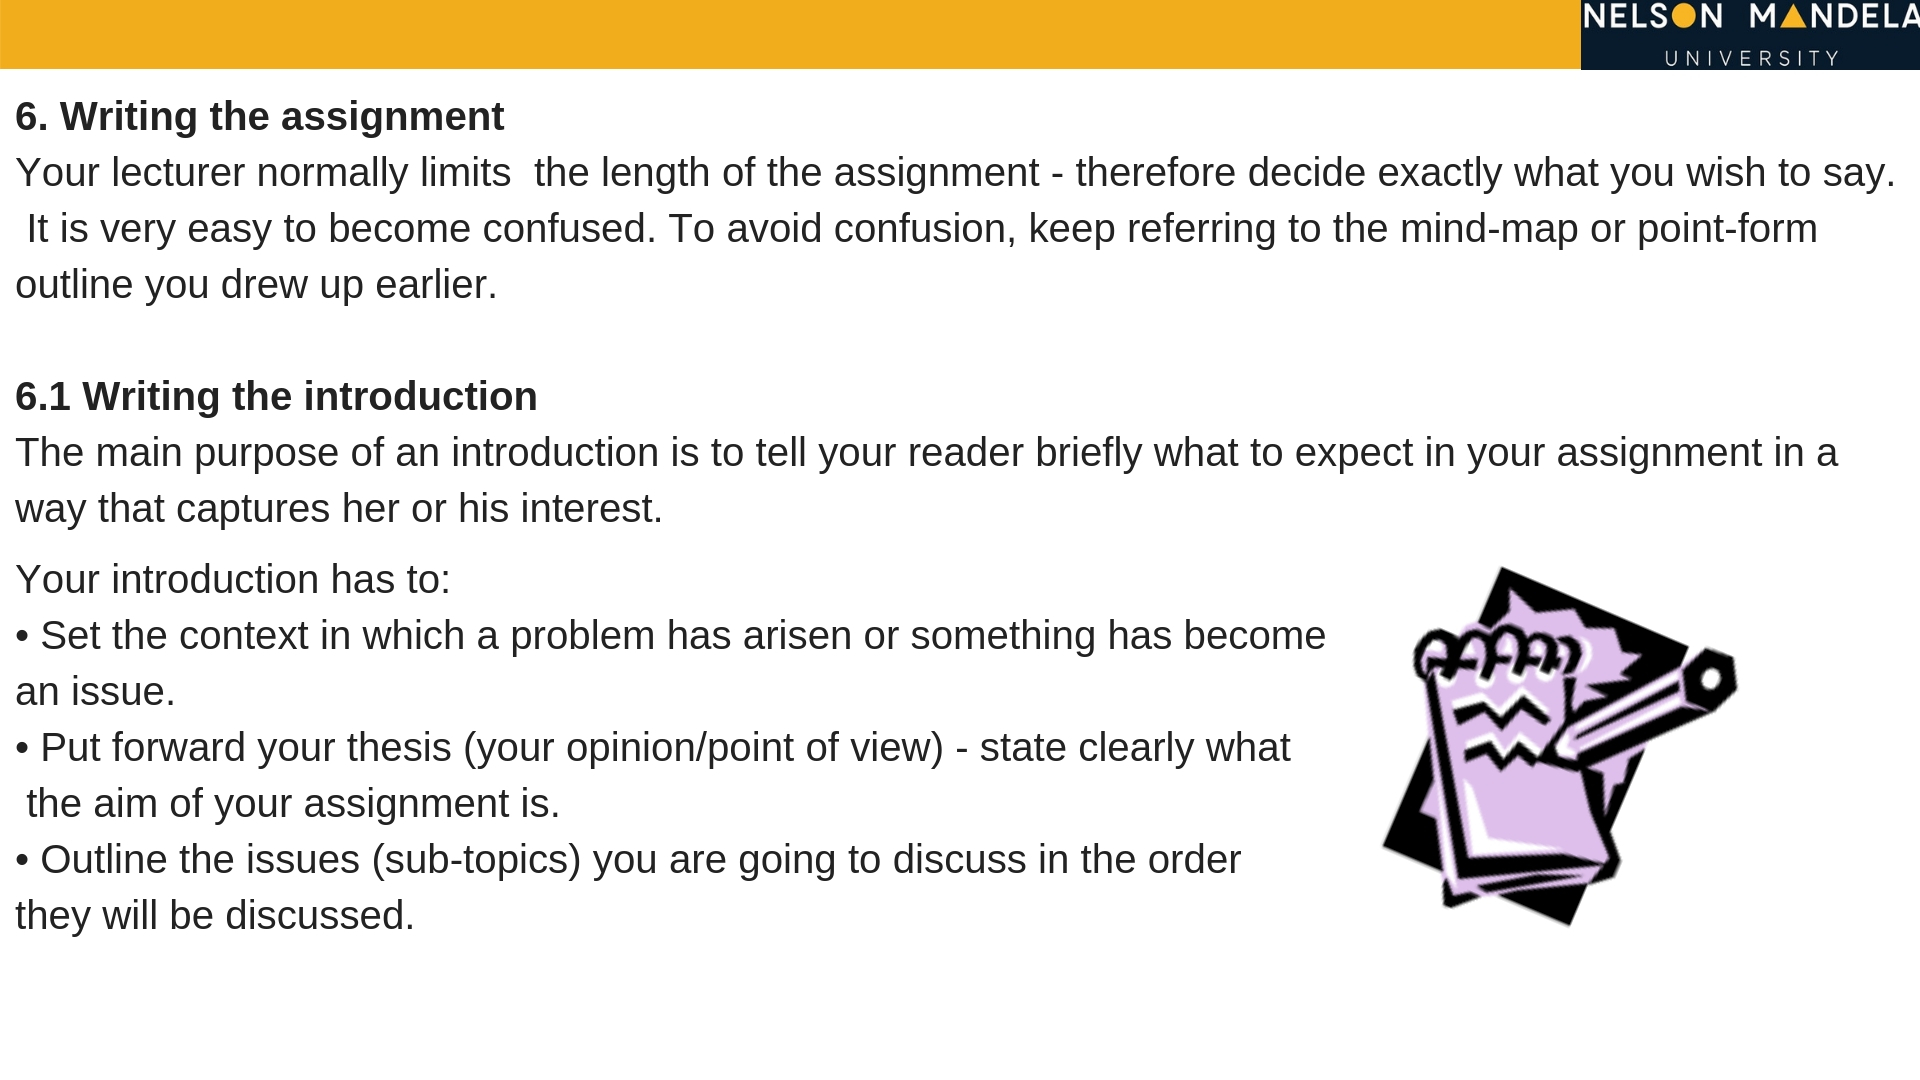 NELSON MANDELA
UNIVERSITY
6. Writing the assignment
Your lecturer normally limits  the length of the assignment - therefore decide exactly what you wish to say.
It is very easy to become confused. To avoid confusion, keep referring to the mind-map or point-form
outline you drew up earlier.
6.1 Writing the introduction
The main purpose of an introduction is to tell your reader briefly what to expect in your assignment in a
way that captures her or his interest.
Your introduction has to:
• Set the context in which a problem has arisen or something has become
an issue.
• Put forward your thesis (your opinion/point of view) - state clearly what
the aim of your assignment is.
• Outline the issues (sub-topics) you are going to discuss in the order
they will be discussed.